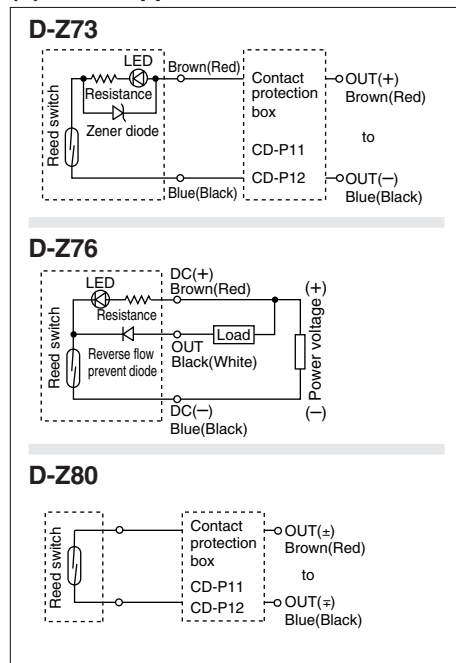 D-Z73
LED
Brown(Red)
Resistance
Zener diode
Reed switch
Blue(Black)
Contact
protection
box
CD-P11
CD-P12
OUT(+)
Brown(Red)
to
OUT(−)
Blue(Black)
D-Z76
LED
DC(+)
Brown(Red)
Resistance
Reed switch
Reverse flow
prevent diode
OUT
Black(White)
Load
DC(−)
Blue(Black)
(+)
Power voltage
(−)
D-Z80
Reed switch
Contact
protection
box
CD-P11
CD-P12
OUT(±)
Brown(Red)
to
OUT(∓)
Blue(Black)